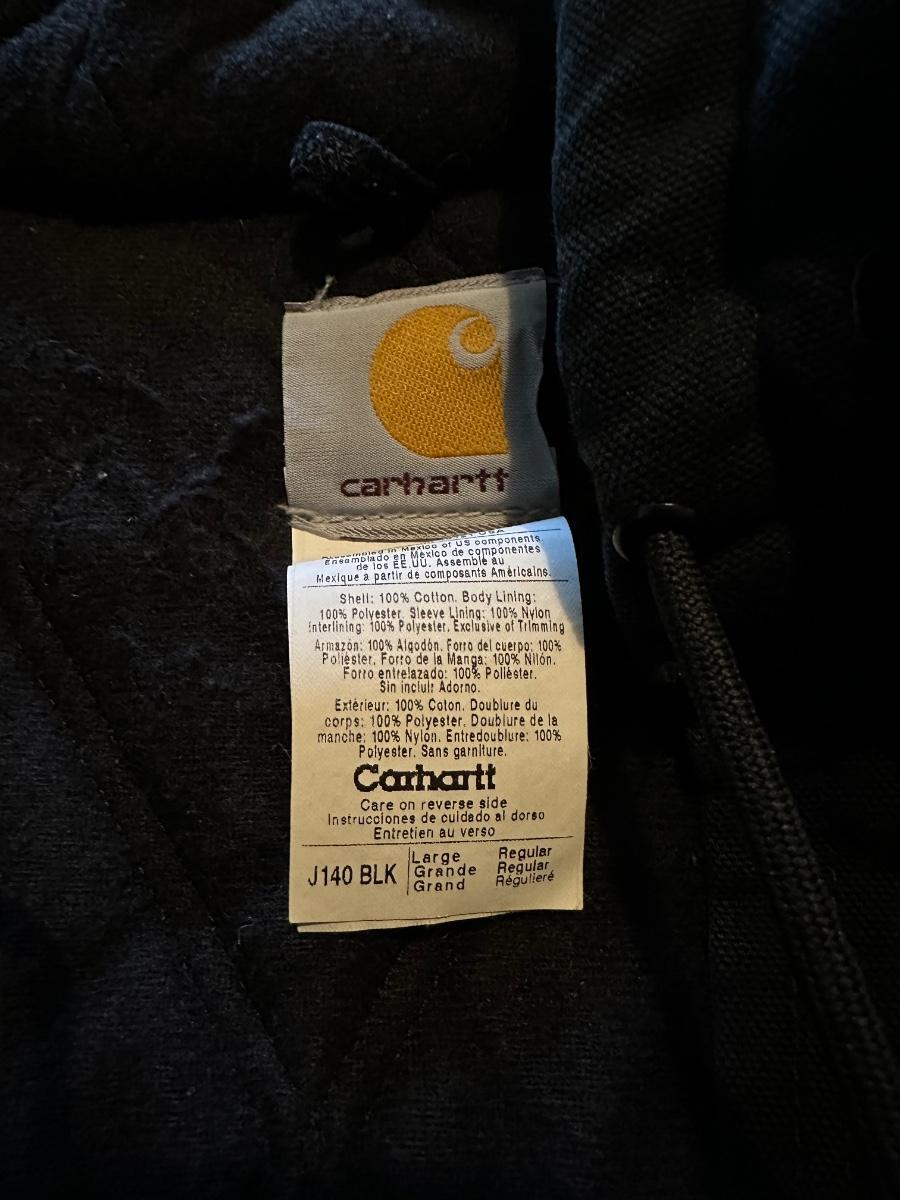 carhartt
Assembled in Mexico of US components.
Ensamblado en México de componentes
de los EE.UU. Assemblé au
Mexique a partir de composants Américains.
Shell: 100% Cotton. Body Lining:
100% Polyester. Sleeve Lining: 100% Nylon
Interlining: 100% Polyester. Exclusive of Trimming
Armazón: 100% Algodón. Forro del cuerpo: 100%
Poliéster. Forro de la Manga: 100% Nilón.
Forro entrelazado: 100% Poliéster.
Sin incluir Adorno.
Extérieur: 100% Coton. Doublure du
corps: 100% Polyester. Doublure de la
manche: 100% Nylon. Entredoublure: 100%
Polyester. Sans garniture.
Carhartt
Care on reverse side
Instrucciones de cuidado al dorso
Entretien au verso
J140 BLK
Large Regular
Grande Regular
Grand Régulieré